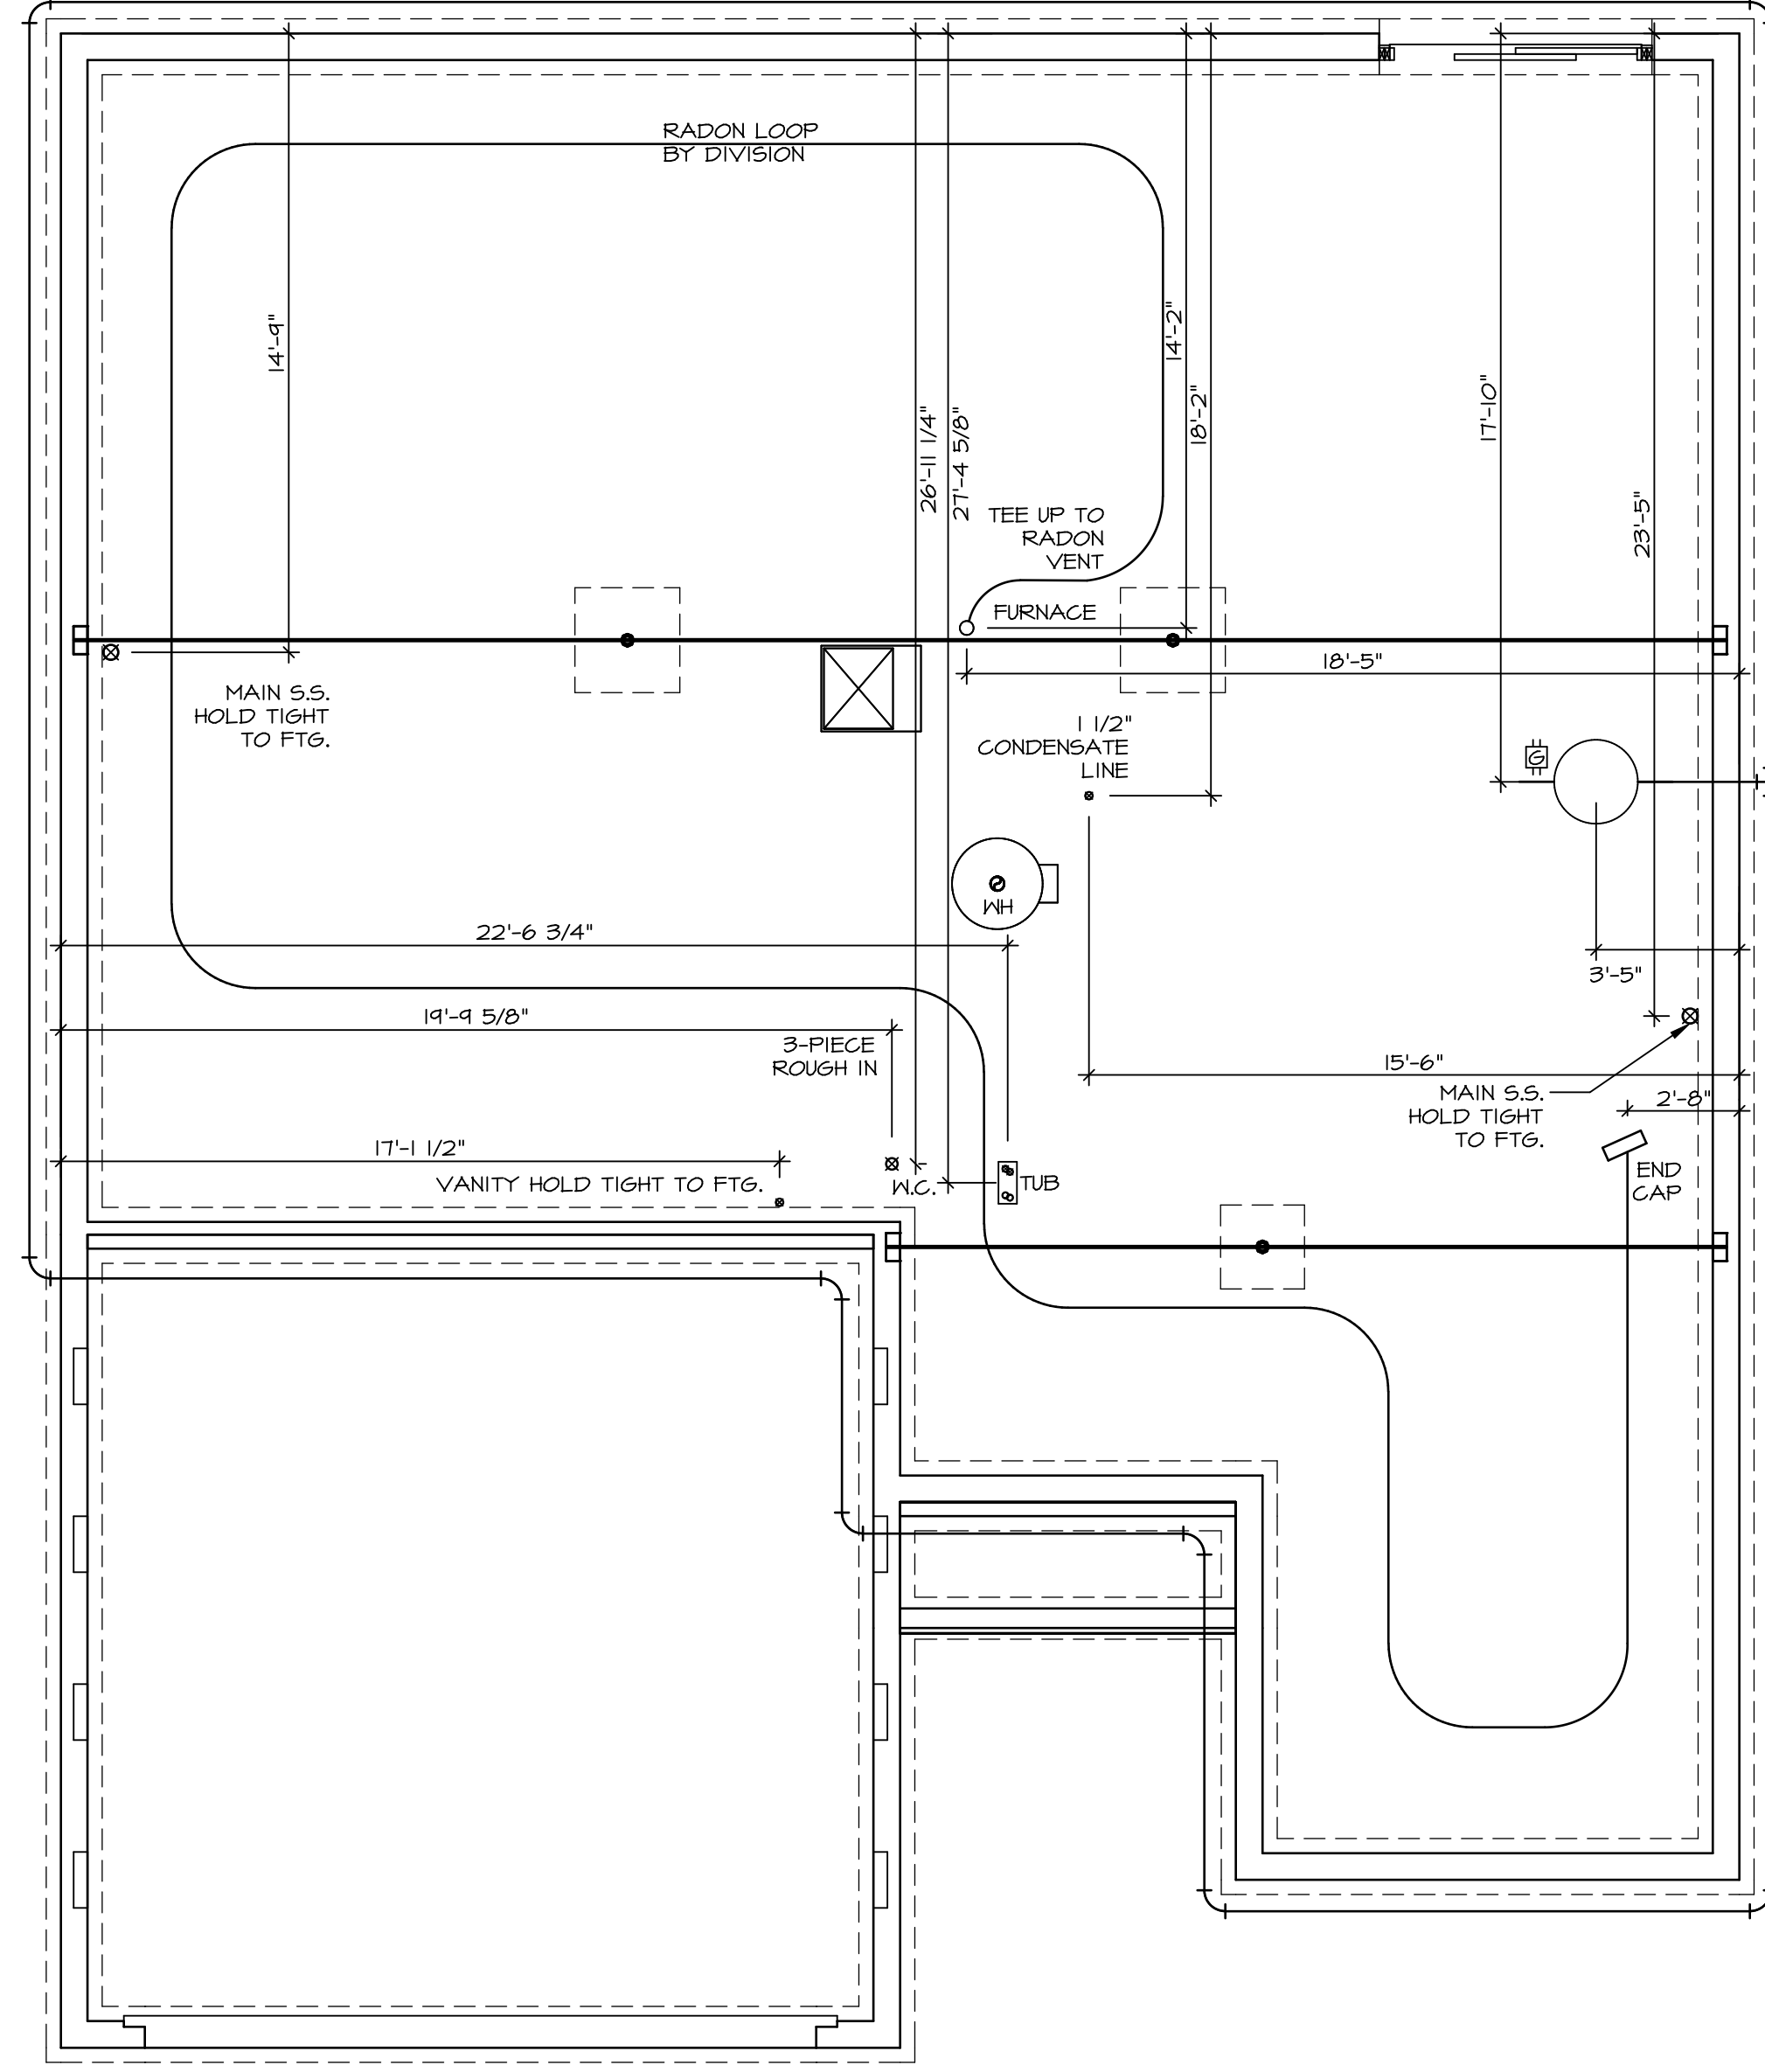 RADON LOOP
BY DIVISION
14'-9"
14'-2"
18'-2"
17'-10"
26'-11 1/4"
27'-4 5/8"
23'-5"
TEE UP TO
RADON
VENT
FURNACE
18'-5"
MAIN S.S.
HOLD TIGHT
TO FTG.
1 1/2"
CONDENSATE
LINE
G
WH
22'-6 3/4"
3'-5"
19'-9 5/8"
3-PIECE
ROUGH IN
15'-6"
MAIN S.S.
HOLD TIGHT
TO FTG.
2'-8"
17'-1 1/2"
VANITY HOLD TIGHT TO FTG.
W.C.
TUB
END
CAP